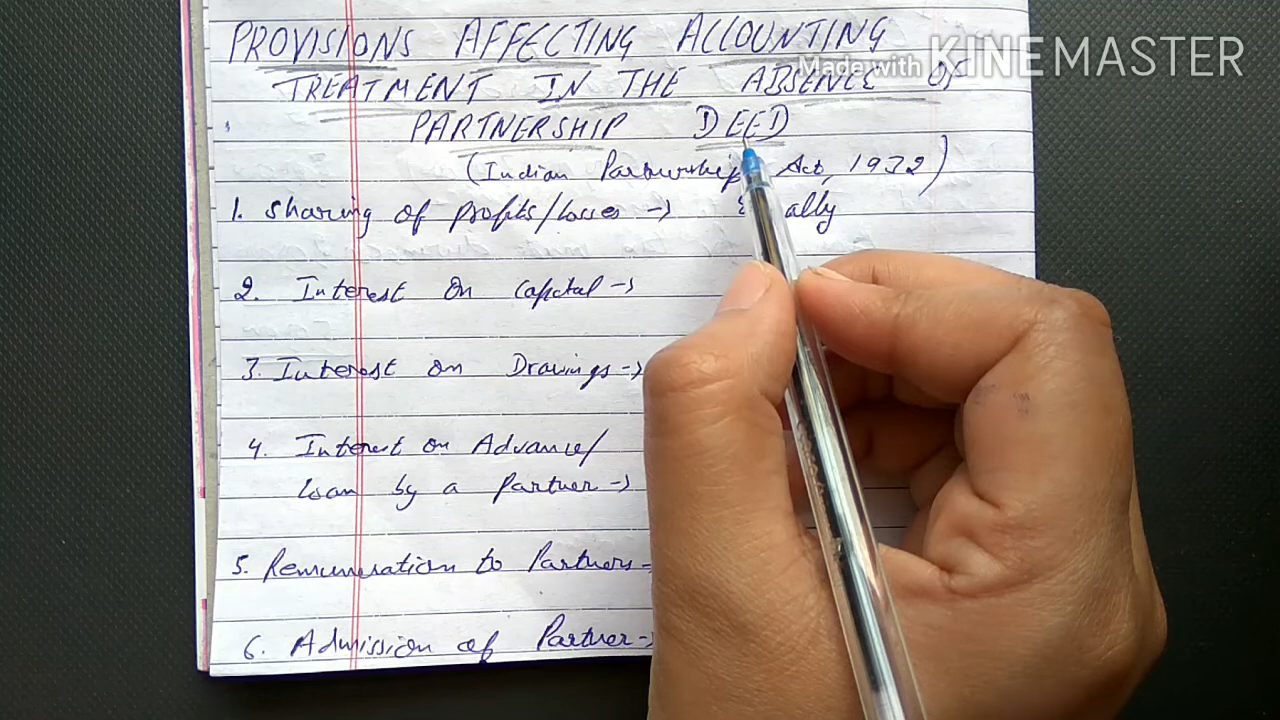 PROVISIONS AFFECTING ACCOUNTING
Made with KINEMASTER
TREATMENT IN THE ABSENCE OF
PARTNERSHIP DEED
(Indian Partnership Act, 1932)
1. Sharing of profits/losses →
2. Interest on Capital →
3. Interest on Drawings →
4. Interest on Advance/
loan by a Partner →
5. Remuneration to Partners →
6. Admission of Partner →